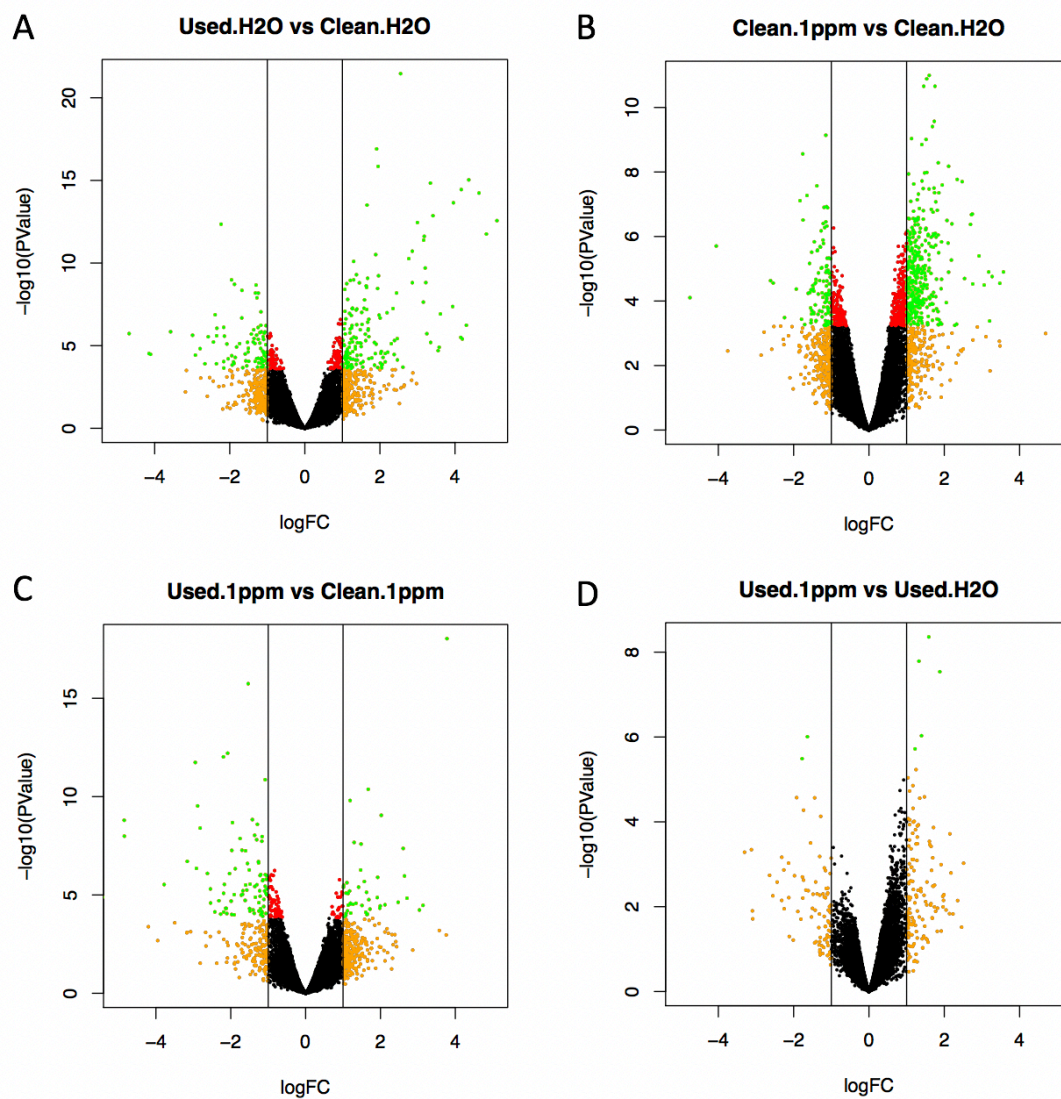 A
Used.H2O vs Clean.H2O
−log10(PValue)
20
15
10
5
0
−4 −2 0 2 4
logFC
B
Clean.1ppm vs Clean.H2O
−log10(PValue)
10
8
6
4
2
0
−4 −2 0 2 4
logFC
C
Used.1ppm vs Clean.1ppm
−log10(PValue)
15
10
5
0
−4 −2 0 2 4
logFC
D
Used.1ppm vs Used.H2O
−log10(PValue)
8
6
4
2
0
−4 −2 0 2 4
logFC